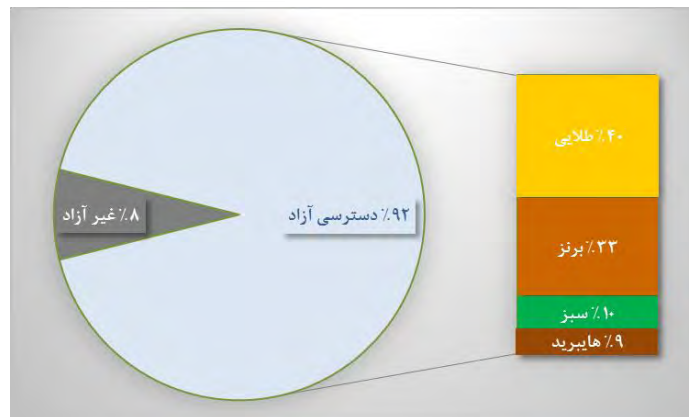 ٪۴۰ طلایی
٪۹۲ دسترسی آزاد
٪۸ غیر آزاد
٪۳۳ برنز
٪۱۰ سبز
٪۹ هایبرید